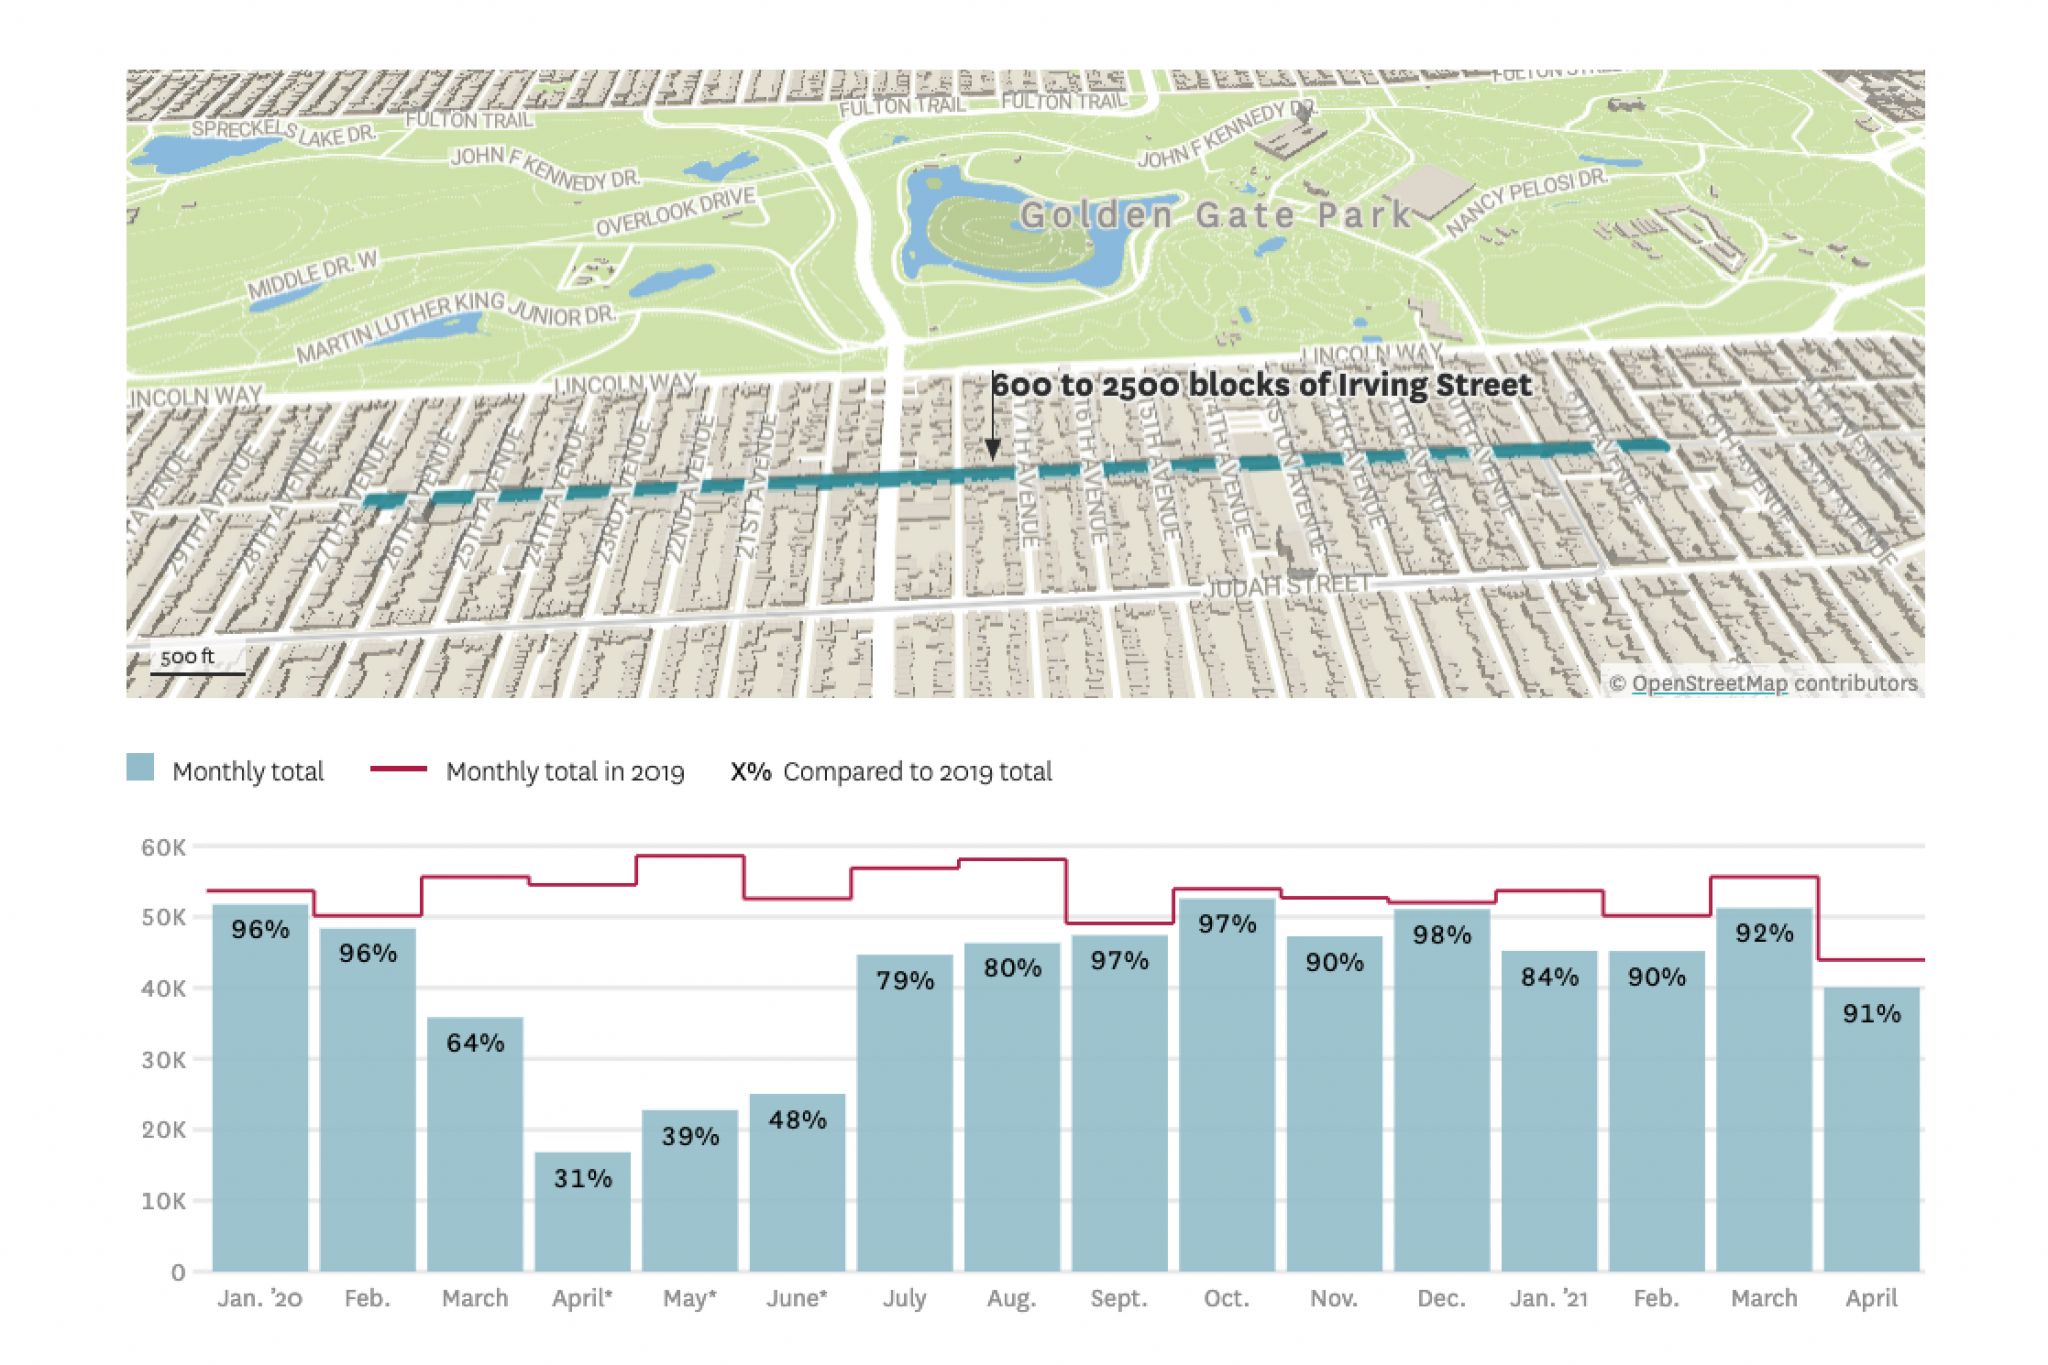 FULTON STRE
FULTON TRAIL
FULTON TRAIL
FULTON TRAIL
SPRECKELS LAKE DR.
JOHN F KENNEDY DR.
JOHN F KENNEDY DR.
OVERLOOK DRIVE
NANCY PELOSI DR.
Golden Gate Park
MIDDLE DR. W
MARTIN LUTHER KING JUNIOR DR.
LINCOLN WAY
LINCOLN WAY
LINCOLN WAY
600 to 2500 blocks of Irving Street
29TH AVENUE
28TH AVENUE
27TH AVENUE
26TH AVENUE
25TH AVENUE
24TH AVENUE
23RD AVENUE
22ND AVENUE
21ST AVENUE
17TH AVENUE
16TH AVENUE
15TH AVENUE
JUDAH STREET
500 ft
© OpenStreetMap contributors
Monthly total
Monthly total in 2019
X% Compared to 2019 total
60K
50K
40K
30K
20K
10K
0
96%
96%
64%
31%
39%
48%
79%
80%
97%
97%
90%
98%
84%
90%
92%
91%
Jan. ’20
Feb.
March
April*
May*
June*
July
Aug.
Sept.
Oct.
Nov.
Dec.
Jan. ’21
Feb.
March
April